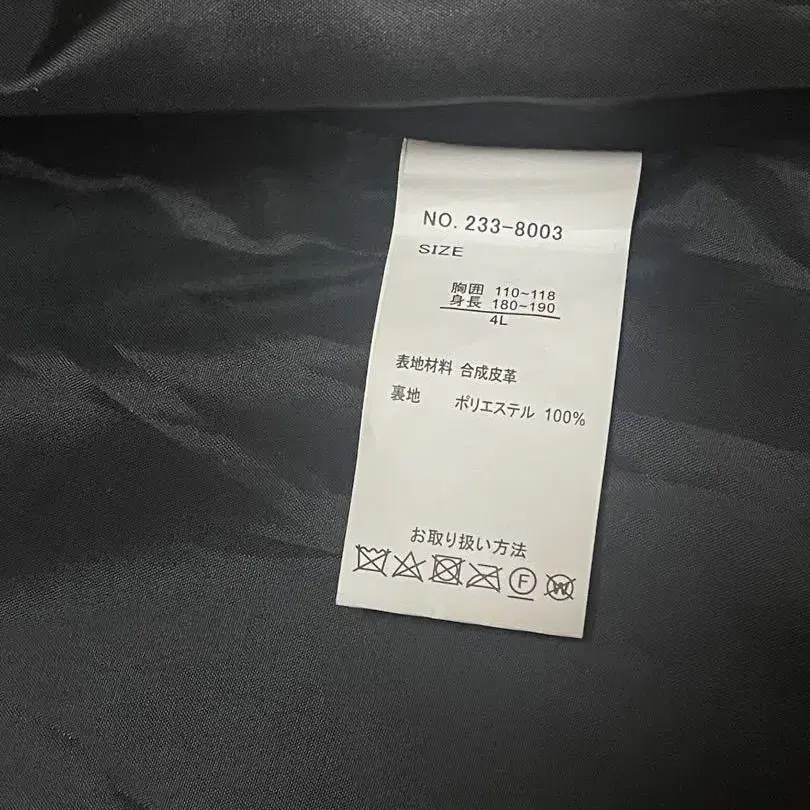 NO. 233-8003
SIZE
胸囲 110~118
身長 180~190
4L
表地材料 合成皮革
裏地 ポリエステル 100%
お取り扱い方法
F W